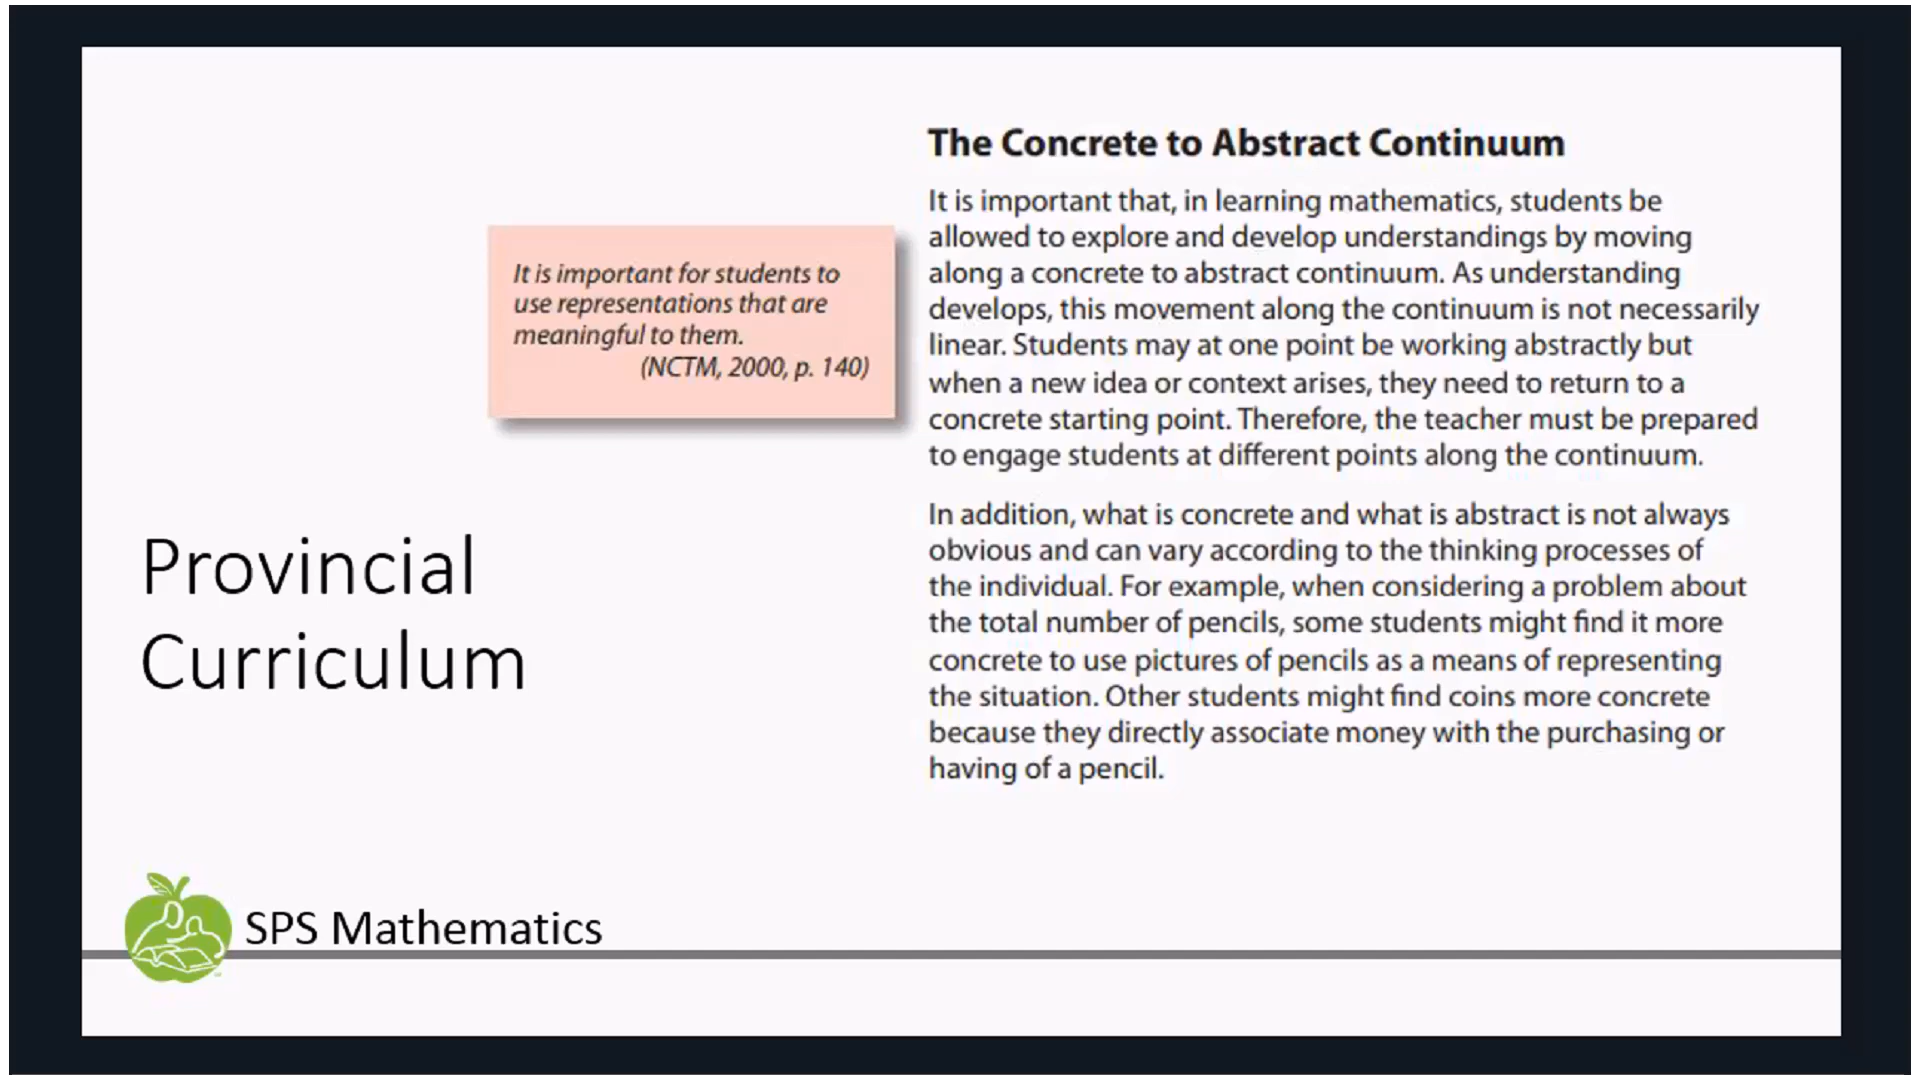 The Concrete to Abstract Continuum
It is important that, in learning mathematics, students be
allowed to explore and develop understandings by moving
along a concrete to abstract continuum. As understanding
develops, this movement along the continuum is not necessarily
linear. Students may at one point be working abstractly but
when a new idea or context arises, they need to return to a
concrete starting point. Therefore, the teacher must be prepared
to engage students at different points along the continuum.
In addition, what is concrete and what is abstract is not always
obvious and can vary according to the thinking processes of
the individual. For example, when considering a problem about
the total number of pencils, some students might find it more
concrete to use pictures of pencils as a means of representing
the situation. Other students might find coins more concrete
because they directly associate money with the purchasing or
having of a pencil.
It is important for students to
use representations that are
meaningful to them.
(NCTM, 2000, p. 140)
Provincial
Curriculum
SPS Mathematics